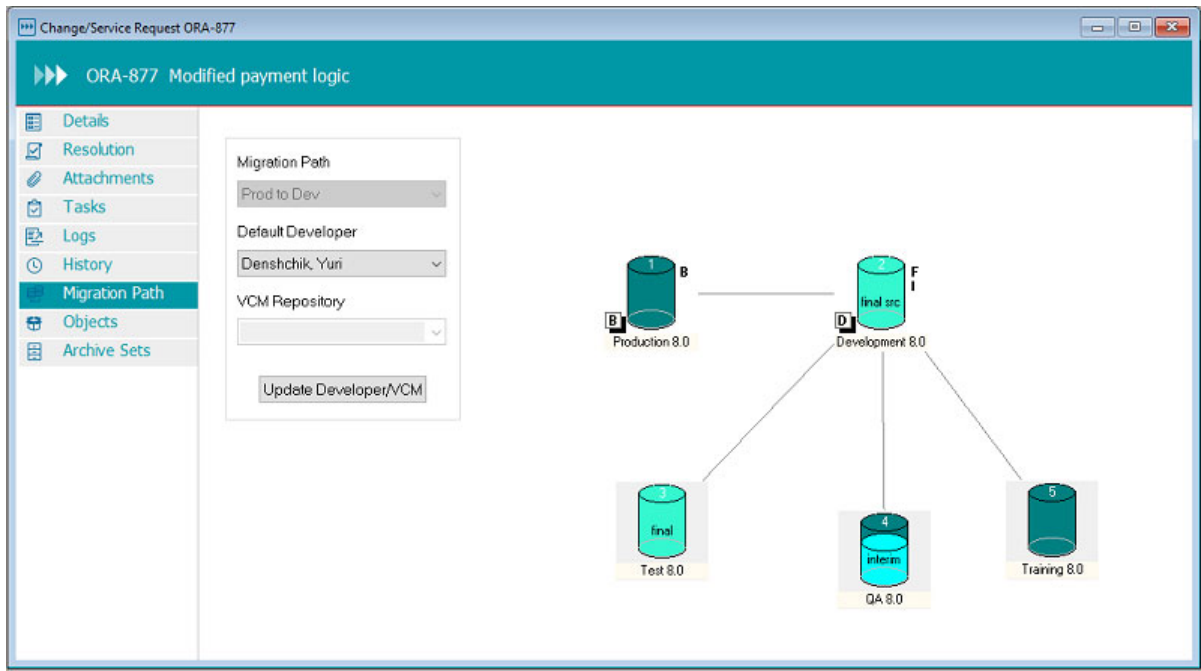 Change/Service Request ORA-877
ORA-877 Modified payment logic
Details
Resolution
Attachments
Tasks
Logs
History
Migration Path
Objects
Archive Sets
Migration Path
Prod to Dev
Default Developer
Denshchik, Yuri
VCM Repository
Update Developer/VCM
1
B
B
Production 8.0
2
F
I
final src
D
Development 8.0
3
final
Test 8.0
4
interim
QA 8.0
5
Training 8.0